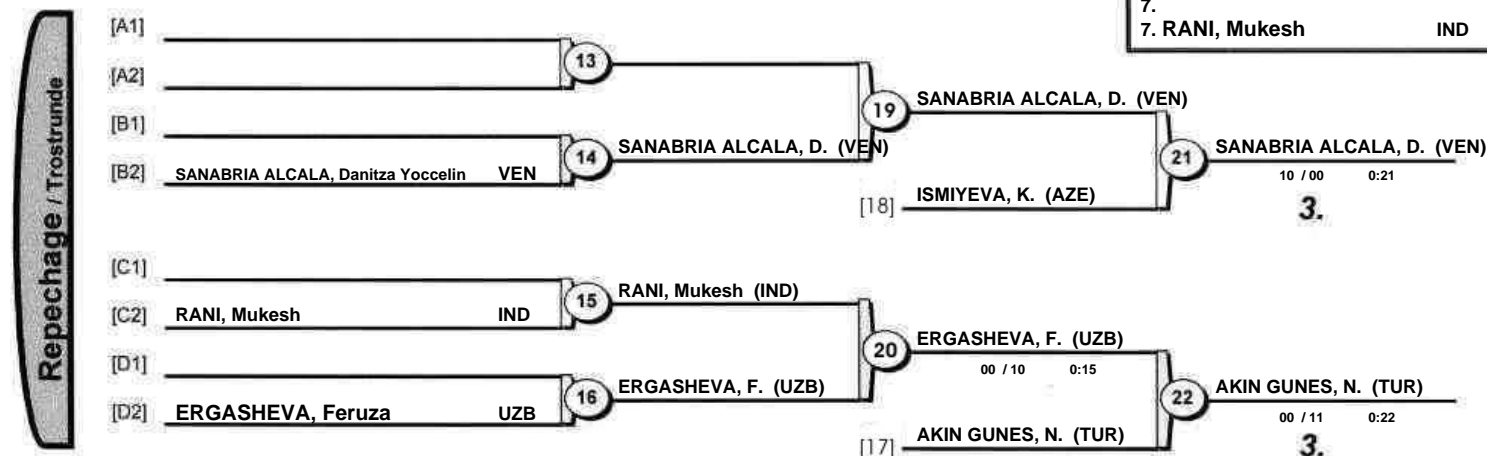 7.
7. RANI, Mukesh IND
Repechage / Trostrunde
[A1]
13
[A2]
19 SANABRIA ALCALA, D. (VEN)
[B1]
14 SANABRIA ALCALA, D. (VEN)
21 SANABRIA ALCALA, D. (VEN)
[B2] SANABRIA ALCALA, Danitza Yoccelin VEN
10 / 00 0:21
[18] ISMIYEVA, K. (AZE)
3.
[C1]
15 RANI, Mukesh (IND)
[C2] RANI, Mukesh IND
20 ERGASHEVA, F. (UZB)
00 / 10 0:15
[D1]
16 ERGASHEVA, F. (UZB)
22 AKIN GUNES, N. (TUR)
[D2] ERGASHEVA, Feruza UZB
00 / 11 0:22
[17] AKIN GUNES, N. (TUR)
3.